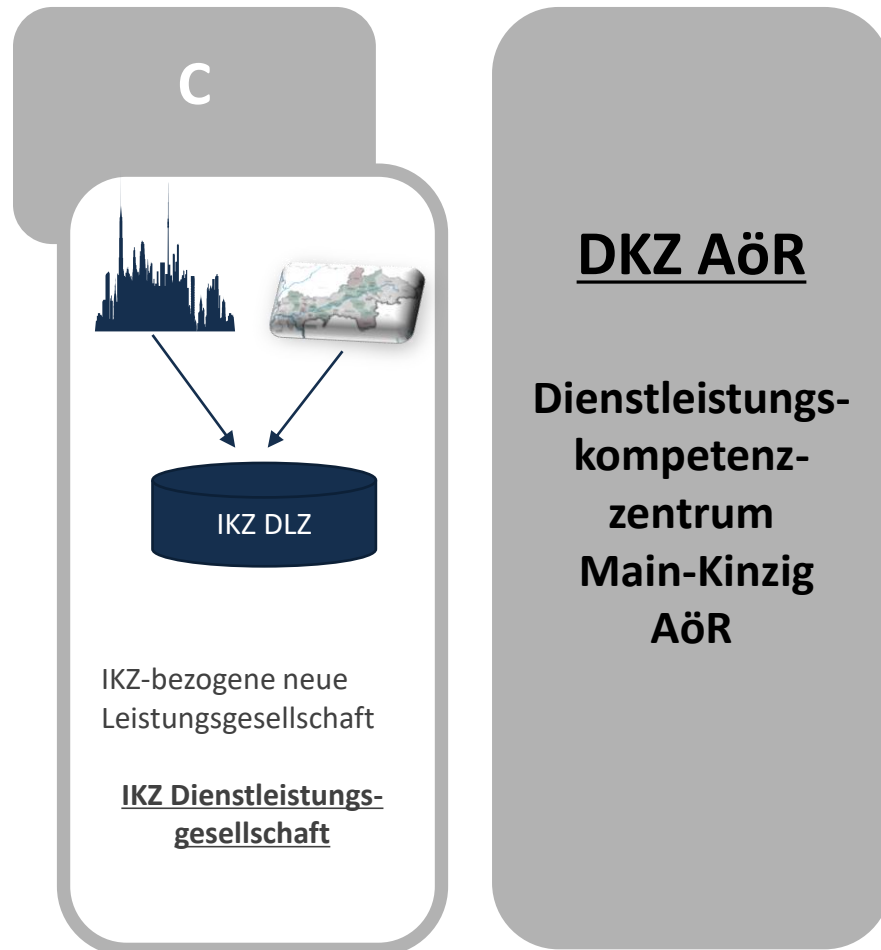 C
IKZ DLZ
IKZ-bezogene neue
Leistungsgesellschaft
IKZ Dienstleistungs-
gesellschaft
DKZ AöR
Dienstleistungs-
kompetenz-
zentrum
Main-Kinzig
AöR